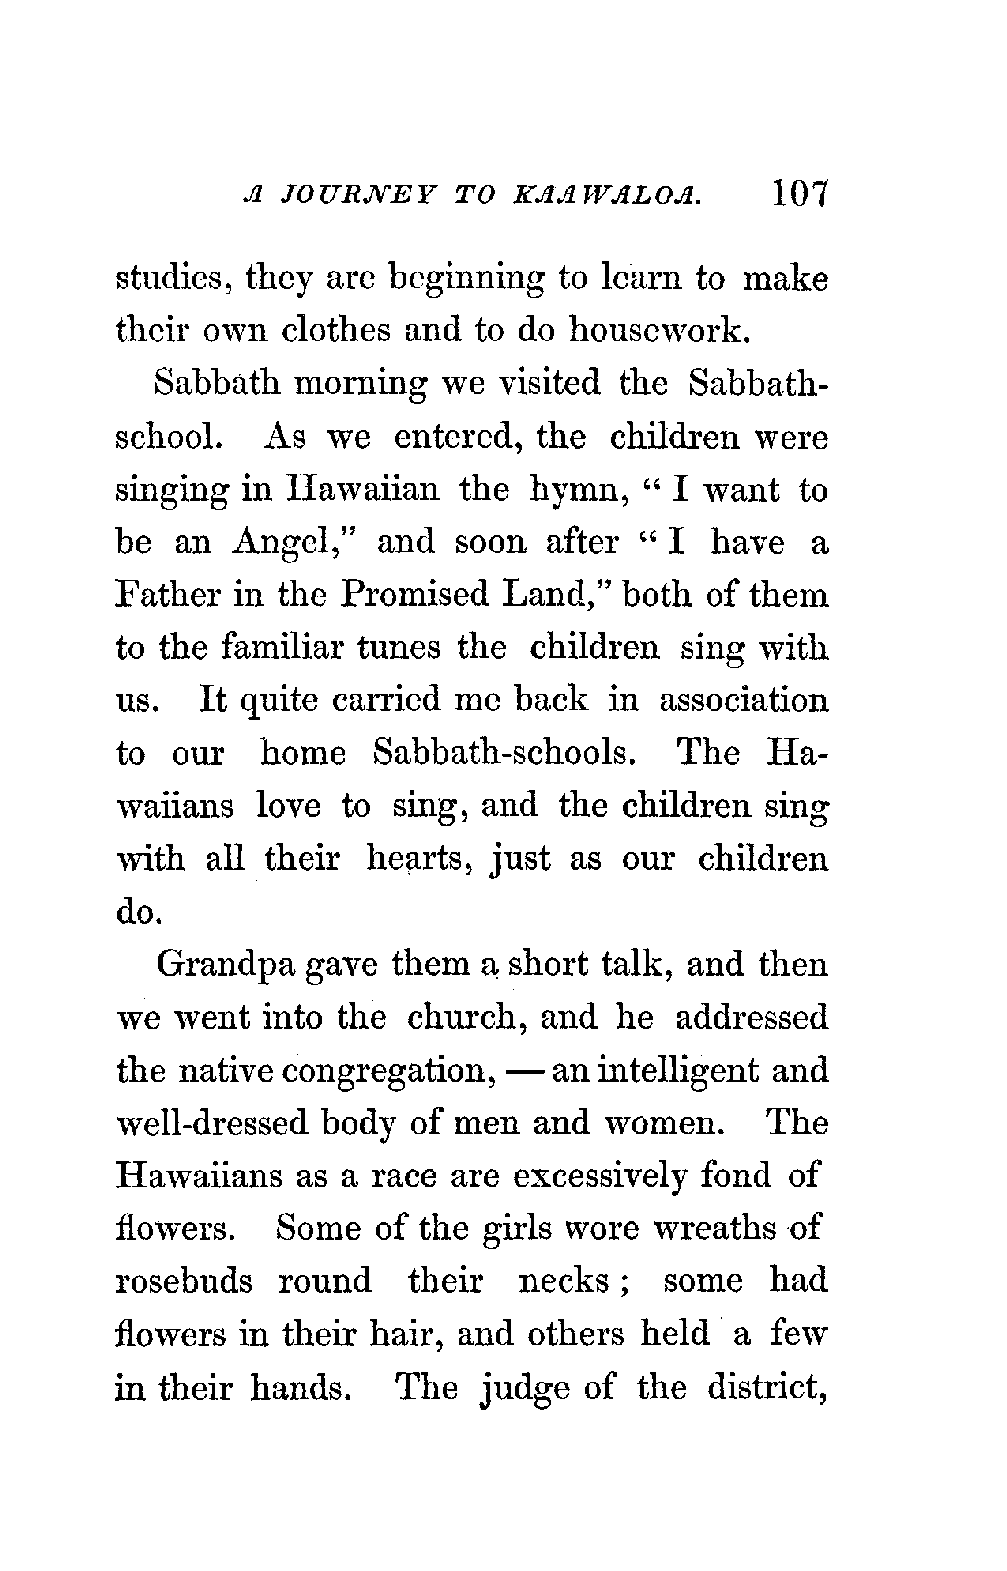 A JOURNEY TO KAAWALOA. 107
studies, they are beginning to learn to make
their own clothes and to do housework.
Sabbath morning we visited the Sabbath-
school. As we entered, the children were
singing in Hawaiian the hymn, “ I want to
be an Angel,” and soon after “ I have a
Father in the Promised Land,” both of them
to the familiar tunes the children sing with
us. It quite carried me back in association
to our home Sabbath-schools. The Ha-
waiians love to sing, and the children sing
with all their hearts, just as our children
do.
Grandpa gave them a short talk, and then
we went into the church, and he addressed
the native congregation, — an intelligent and
well-dressed body of men and women. The
Hawaiians as a race are excessively fond of
flowers. Some of the girls wore wreaths of
rosebuds round their necks ; some had
flowers in their hair, and others held a few
in their hands. The judge of the district,